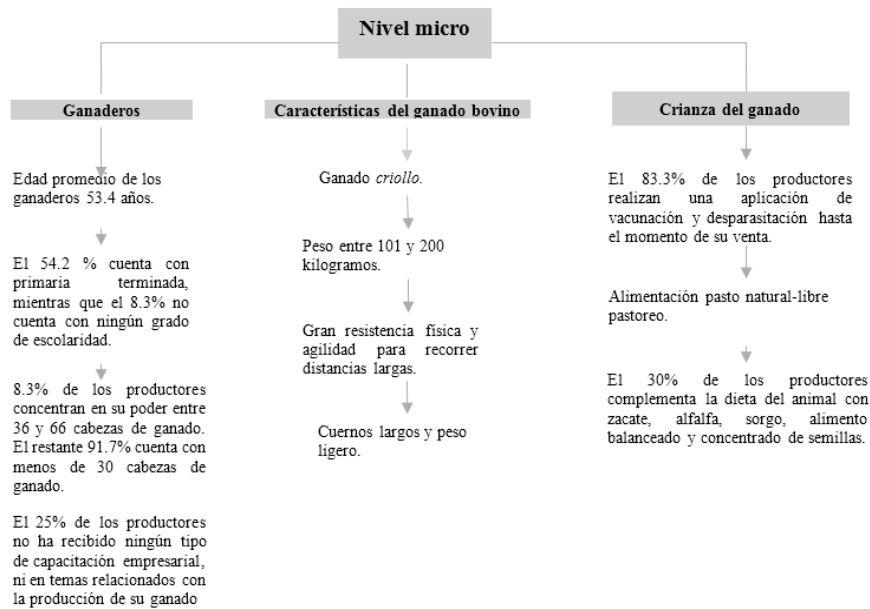 Nivel micro
Ganaderos
Edad promedio de los
ganaderos 53.4 años.
El 54.2 % cuenta con
primaria terminada,
mientras que el 8.3% no
cuenta con ningún grado
de escolaridad.
8.3% de los productores
concentran en su poder entre
36 y 66 cabezas de ganado.
El restante 91.7% cuenta con
menos de 30 cabezas de
ganado.
El 25% de los productores
no ha recibido ningún tipo
de capacitación empresarial,
ni en temas relacionados con
la producción de su ganado
Características del ganado bovino
Ganado criollo.
Peso entre 101 y 200
kilogramos.
Gran resistencia física y
agilidad para recorrer
distancias largas.
Cuernos largos y peso
ligero.
Crianza del ganado
El 83.3% de los productores
realizan una aplicación de
vacunación y desparasitación hasta
el momento de su venta.
Alimentación pasto natural-libre
pastoreo.
El 30% de los productores
complementa la dieta del animal con
zacate, alfalfa, sorgo, alimento
balanceado y concentrado de semillas.